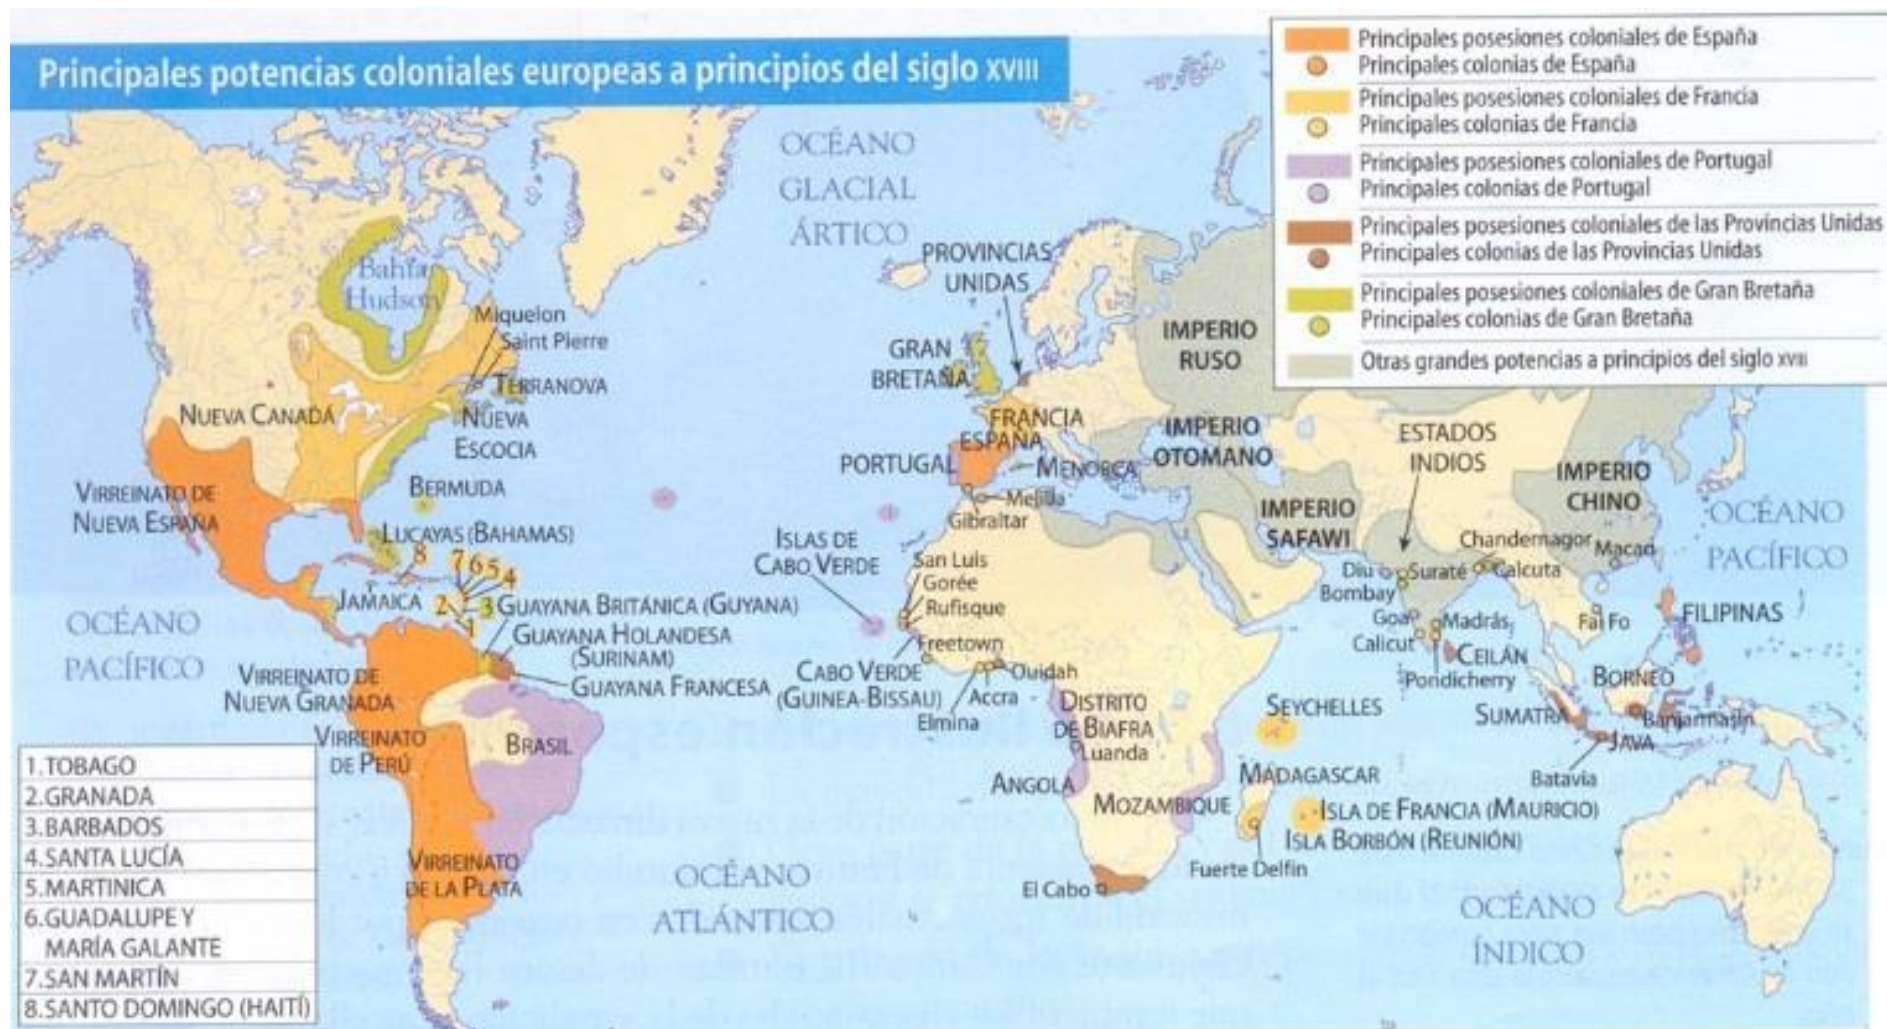 Principales potencias coloniales europeas a principios del siglo XVIII
Principales posesiones coloniales de España
Principales colonias de España
Principales posesiones coloniales de Francia
Principales colonias de Francia
Principales posesiones coloniales de Portugal
Principales colonias de Portugal
Principales posesiones coloniales de las Provincias Unidas
Principales colonias de las Provincias Unidas
Principales posesiones coloniales de Gran Bretaña
Principales colonias de Gran Bretaña
Otras grandes potencias a principios del siglo XVIII
OCÉANO
GLACIAL
ÁRTICO
Bahía
Hudson
Miquelon
Saint Pierre
TERRANOVA
NUEVA CANADÁ
NUEVA
ESCOCIA
VIRREINATO DE
NUEVA ESPAÑA
BERMUDA
LUCAYAS (BAHAMAS)
8
7
6
5
4
JAMAICA
2
3
1
GUAYANA BRITÁNICA (GUYANA)
GUAYANA HOLANDESA
(SURINAM)
GUAYANA FRANCESA
OCÉANO
PACÍFICO
VIRREINATO DE
NUEVA GRANADA
VIRREINATO
DE PERÚ
BRASIL
VIRREINATO
DE LA PLATA
OCÉANO
ATLÁNTICO
PROVINCIAS
UNIDAS
GRAN
BRETAÑA
FRANCIA
ESPAÑA
PORTUGAL
MENORCA
Melilla
Gibraltar
IMPERIO
RUSO
IMPERIO
OTOMANO
IMPERIO
SAFAWI
ESTADOS
INDIOS
IMPERIO
CHINO
OCÉANO
PACÍFICO
ISLAS DE
CABO VERDE
San Luis
Gorée
Rufisque
Freetown
CABO VERDE
(GUINEA-BISSAU)
Ouidah
Accra
Elmina
DISTRITO
DE BIAFRA
Luanda
ANGOLA
MOZAMBIQUE
El Cabo
SEYCHELLES
MADAGASCAR
ISLA DE FRANCIA (MAURICIO)
ISLA BORBÓN (REUNIÓN)
Fuerte Delfin
Chandernagor
Macao
Diu
Suraté
Calcuta
Bombay
Goa
Madrás
Calicut
CEILÁN
Pondicherry
Fai Fo
FILIPINAS
BORNEO
SUMATRA
Banjarmasin
JAVA
Batavia
OCÉANO
ÍNDICO
1.TOBAGO
2.GRANADA
3.BARBADOS
4.SANTA LUCÍA
5.MARTINICA
6.GUADALUPE Y
MARÍA GALANTE
7.SAN MARTÍN
8.SANTO DOMINGO (HAITÍ)